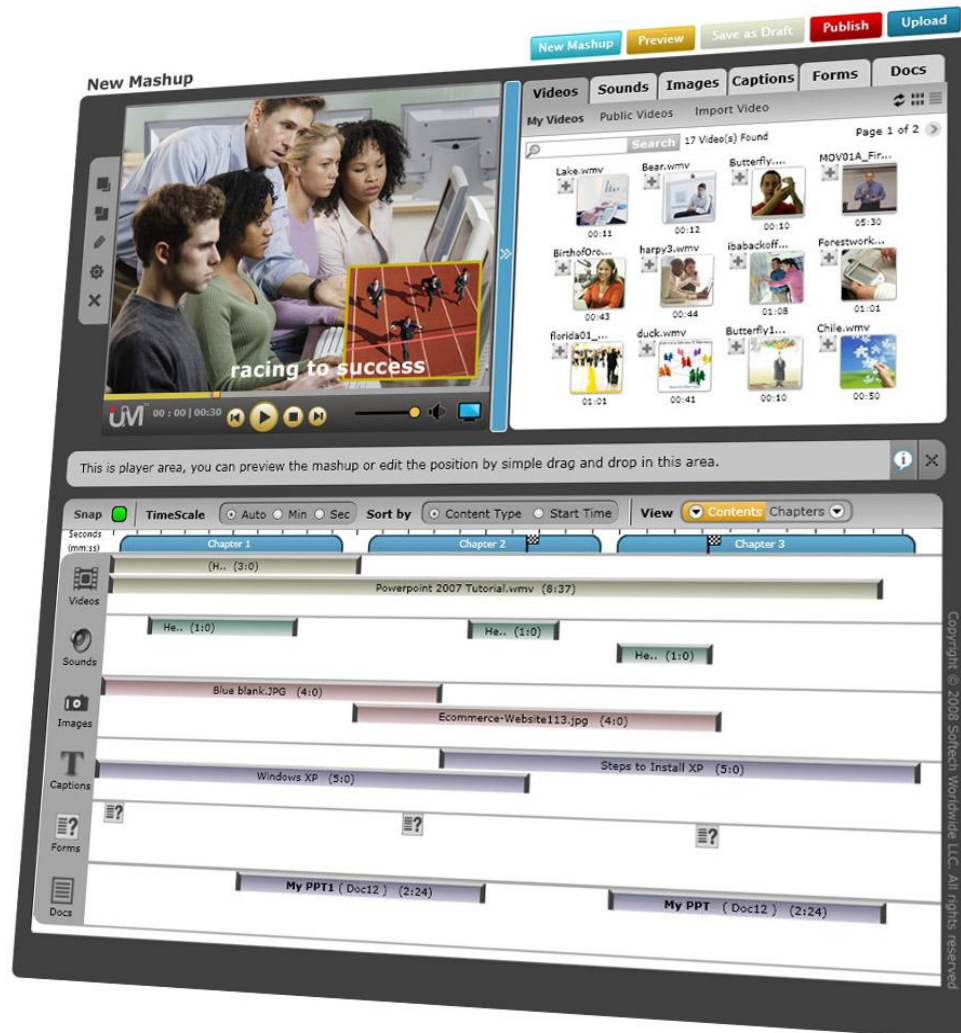 New Mashup Preview Save as Draft Publish Upload
New Mashup
Videos Sounds Images Captions Forms Docs
My Videos Public Videos Import Video
Search 17 Video(s) Found Page 1 of 2
Lake.wmv Bear.wmv Butterfly.... MOV01A_Fir...
00:11 00:12 00:10 05:30
BirthofOro... harpy3.wmv ibabackoff... Forestwork...
00:43 00:44 01:08 01:01
florida01_... duck.wmv Butterfly1... Chile.wmv
01:01 00:41 00:10 00:50
racing to success
UVI 00 : 00 | 00:30
This is player area, you can preview the mashup or edit the position by simple drag and drop in this area.
Snap TimeScale Auto Min Sec Sort by Content Type Start Time View Contents Chapters
Seconds
(mm:ss)
Chapter 1 Chapter 2 Chapter 3
(H.. (3:0)
Powerpoint 2007 Tutorial.wmv (8:37)
Videos
He.. (1:0) He.. (1:0)
He.. (1:0)
Sounds
Blue blank.JPG (4:0)
Ecommerce-Website113.jpg (4:0)
Images
Steps to Install XP (5:0)
Windows XP (5:0)
Captions
Forms
My PPT1 ( Doc12 ) (2:24) My PPT ( Doc12 ) (2:24)
Docs
Copyright © 2008 Softech Worldwide LLC. All rights reserved